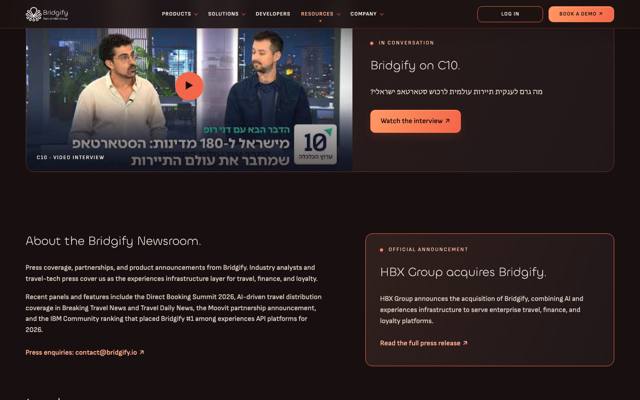 Bridgify
Part of HBX Group
PRODUCTS
SOLUTIONS
DEVELOPERS
RESOURCES
COMPANY
LOG IN
BOOK A DEMO ↗
הדבר הבא עם דני רופ
מישראל ל-180 מדינות: הסטארטאפ
שמחבר את עולם התיירות
10
ערוץ הכלכלה
C10 · VIDEO INTERVIEW
IN CONVERSATION
Bridgify on C10.
מה גרם לענקית תיירות עולמית לרכוש סטארטאפ ישראלי?
Watch the interview ↗
About the Bridgify Newsroom.
Press coverage, partnerships, and product announcements from Bridgify. Industry analysts and
travel-tech press cover us as the experiences infrastructure layer for travel, finance, and loyalty.
Recent panels and features include the Direct Booking Summit 2026, AI-driven travel distribution
coverage in Breaking Travel News and Travel Daily News, the Moovit partnership announcement,
and the IBM Community ranking that placed Bridgify #1 among experiences API platforms for
2026.
Press enquiries: contact@bridgify.io ↗
OFFICIAL ANNOUNCEMENT
HBX Group acquires Bridgify.
HBX Group announces the acquisition of Bridgify, combining AI and
experiences infrastructure to serve enterprise travel, finance, and
loyalty platforms.
Read the full press release ↗